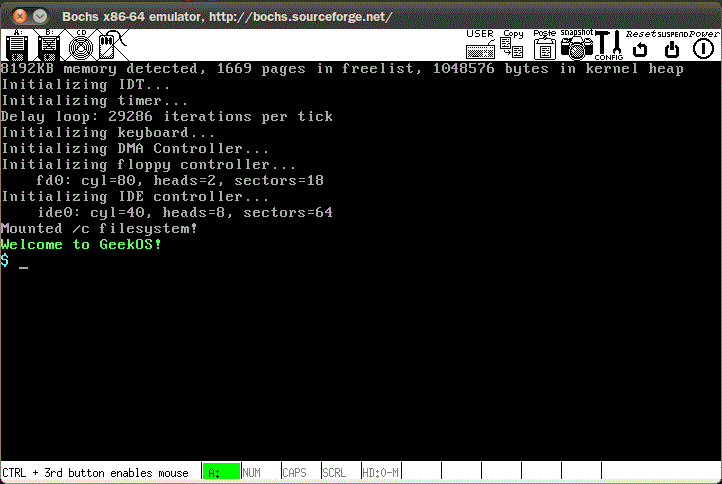 Bochs x86-64 emulator, http://bochs.sourceforge.net/
A: B: CD USER Copy Paste snapshot CONFIG Reset SUSPEND Power
8192KB memory detected, 1669 pages in freelist, 1048576 bytes in kernel heap
Initializing IDT...
Initializing timer...
Delay loop: 29286 iterations per tick
Initializing keyboard...
Initializing DMA Controller...
Initializing floppy controller...
    fd0: cyl=80, heads=2, sectors=18
Initializing IDE controller...
    ide0: cyl=40, heads=8, sectors=64
Mounted /c filesystem!
Welcome to GeekOS!
$ _
CTRL + 3rd button enables mouse A: NUM CAPS SCRL HD:0-M